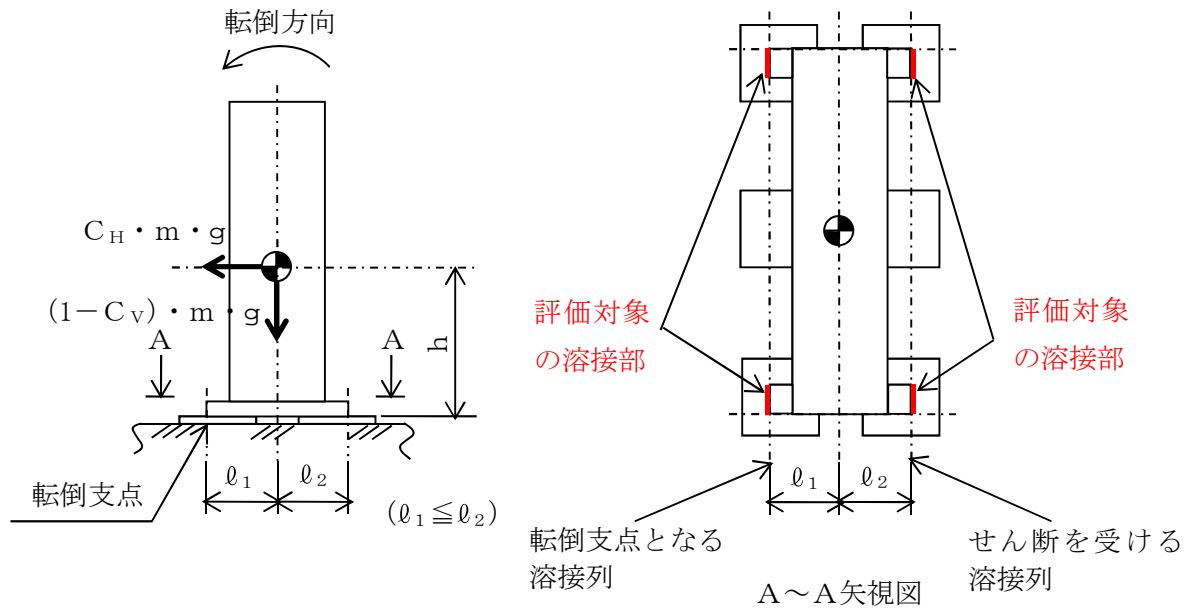 転倒方向
CH・m・g
(1－CV)・m・g
A
A
h
ℓ1
ℓ2
転倒支点
(ℓ1≦ℓ2)
評価対象
の溶接部
評価対象
の溶接部
ℓ1
ℓ2
転倒支点となる
溶接列
せん断を受ける
溶接列
A～A矢視図